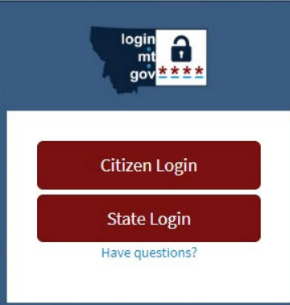 login
mt
gov ****
Citizen Login
State Login
Have questions?